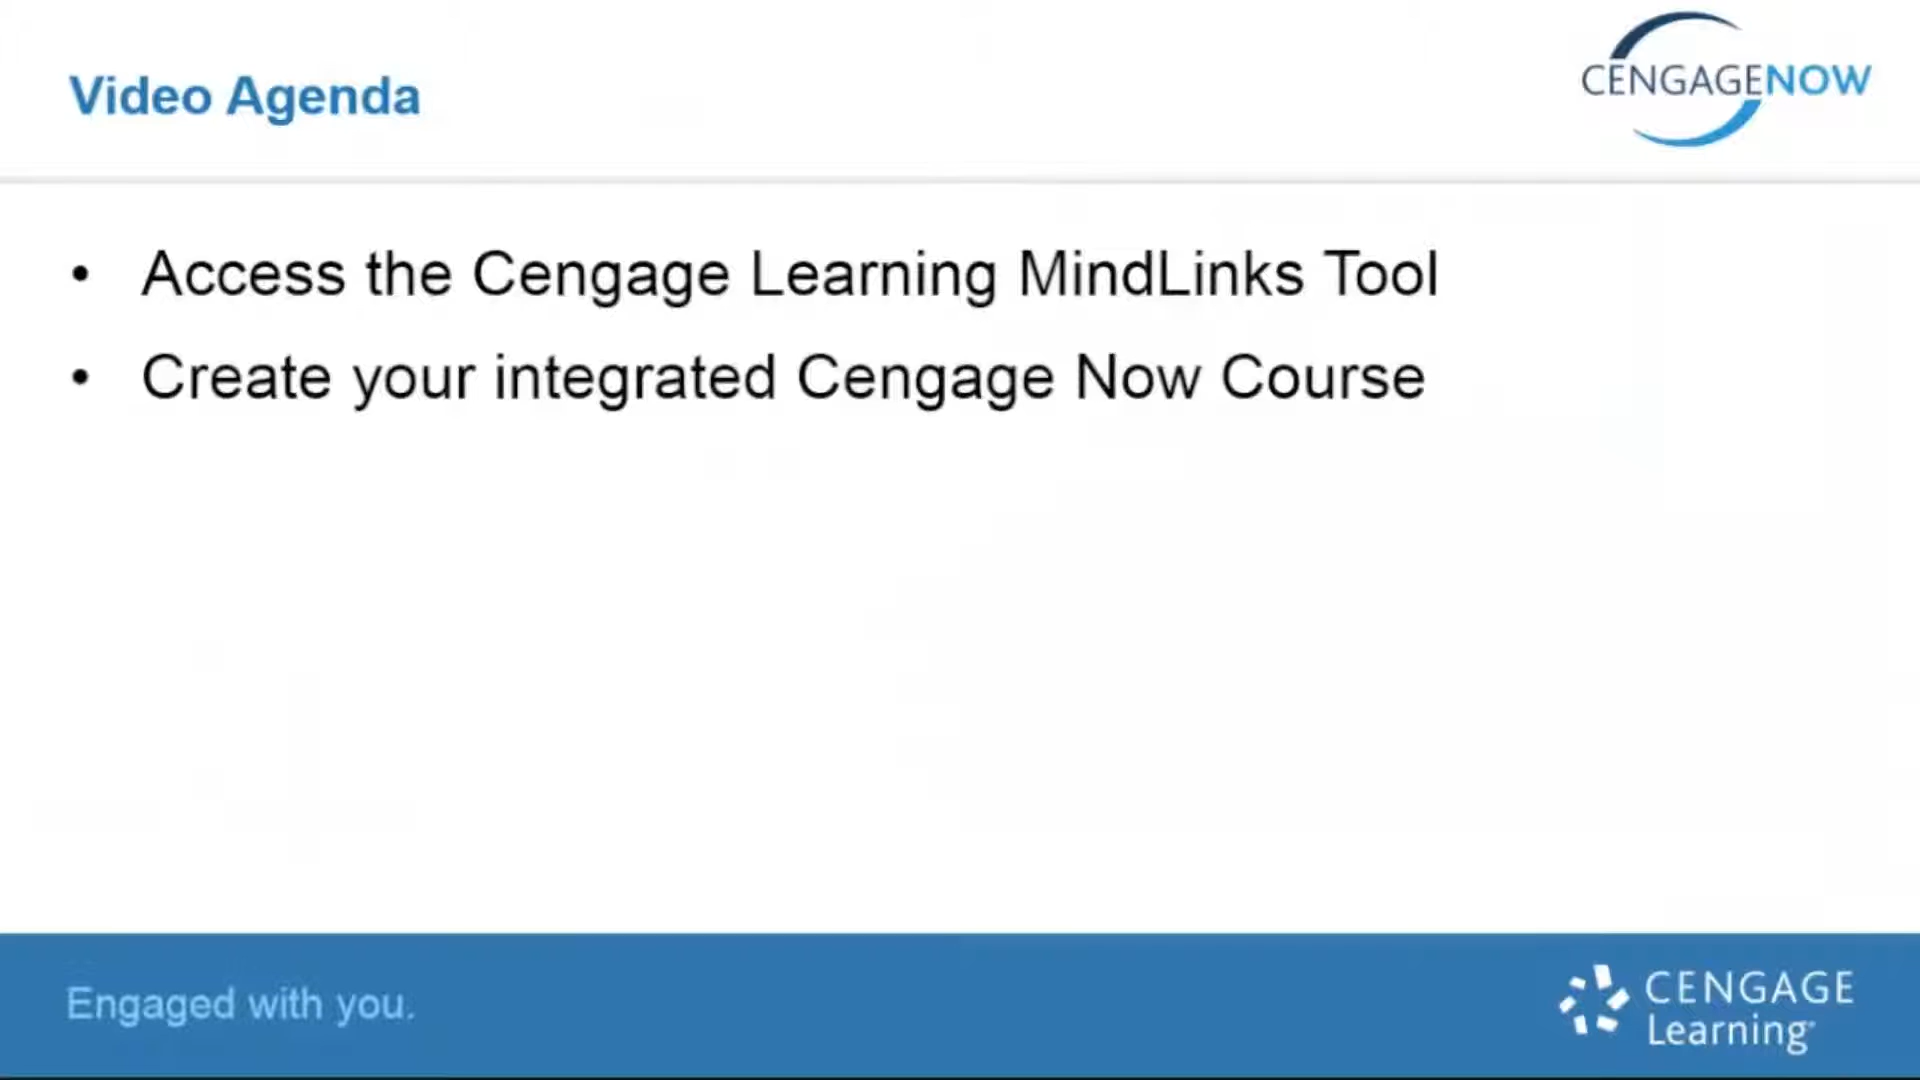 Video Agenda
CENGAGENOW
• Access the Cengage Learning MindLinks Tool
• Create your integrated Cengage Now Course
Engaged with you.
CENGAGE
Learning